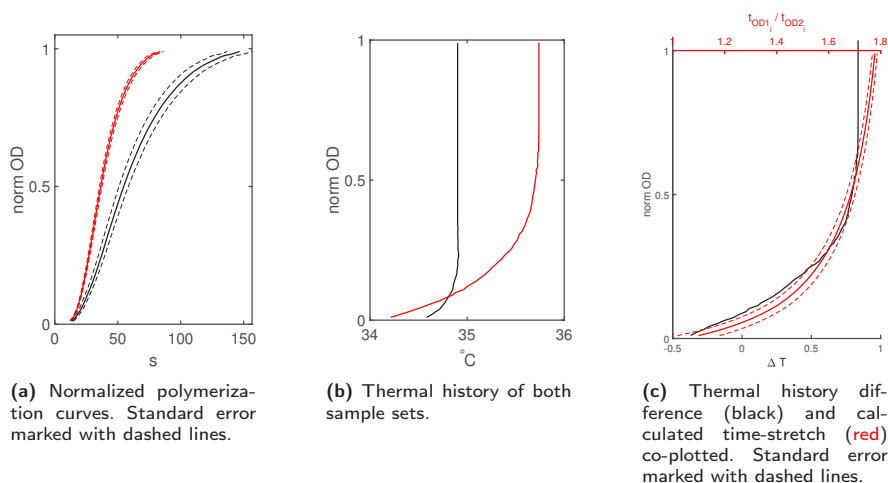 1
0.5
0
norm OD
0
50
100
150
s
(a) Normalized polymeriza-
tion curves. Standard error
marked with dashed lines.
1
0.5
0
norm OD
34
35
36
°C
(b) Thermal history of both
sample sets.
t_OD1_i / t_OD2_i
1
1.2
1.4
1.6
1.8
1
0.5
0
norm OD
-0.5
0
0.5
1
Δ T
(c) Thermal history dif-
ference (black) and cal-
culated time-stretch (red)
co-plotted. Standard error
marked with dashed lines.